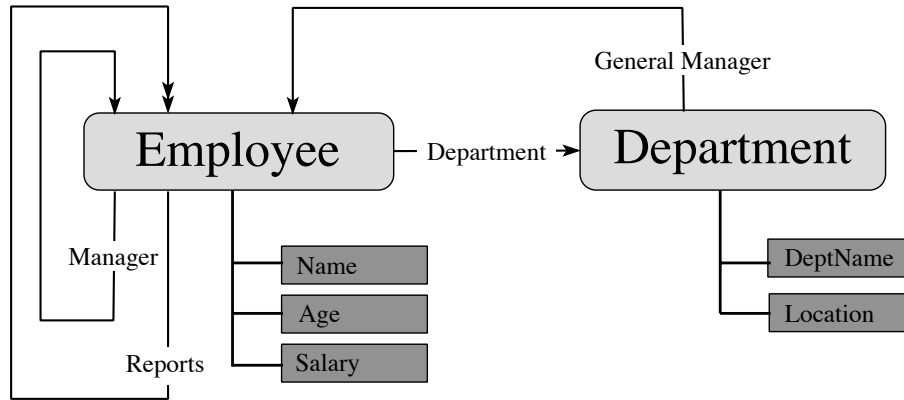 General Manager
Employee
Department
Department
Manager
Name
Age
Salary
DeptName
Location
Reports